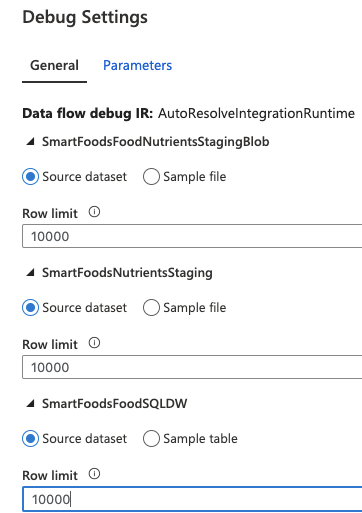 Debug Settings
General Parameters
Data flow debug IR: AutoResolveIntegrationRuntime
SmartFoodsFoodNutrientsStagingBlob
Source dataset Sample file
Row limit
10000
SmartFoodsNutrientsStaging
Source dataset Sample file
Row limit
10000
SmartFoodsFoodSQLDW
Source dataset Sample table
Row limit
10000